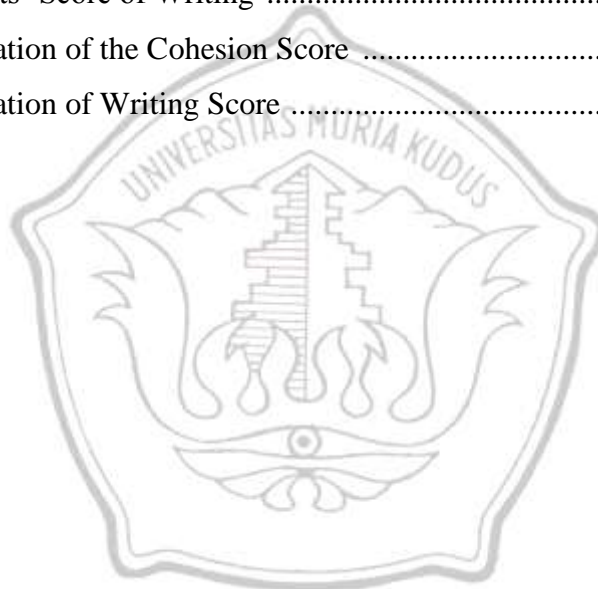 ts' Score of Writing ..............................
ation of the Cohesion Score ......................
ation of Writing Score ..............................
UNIVERSITAS MURIA KUDUS